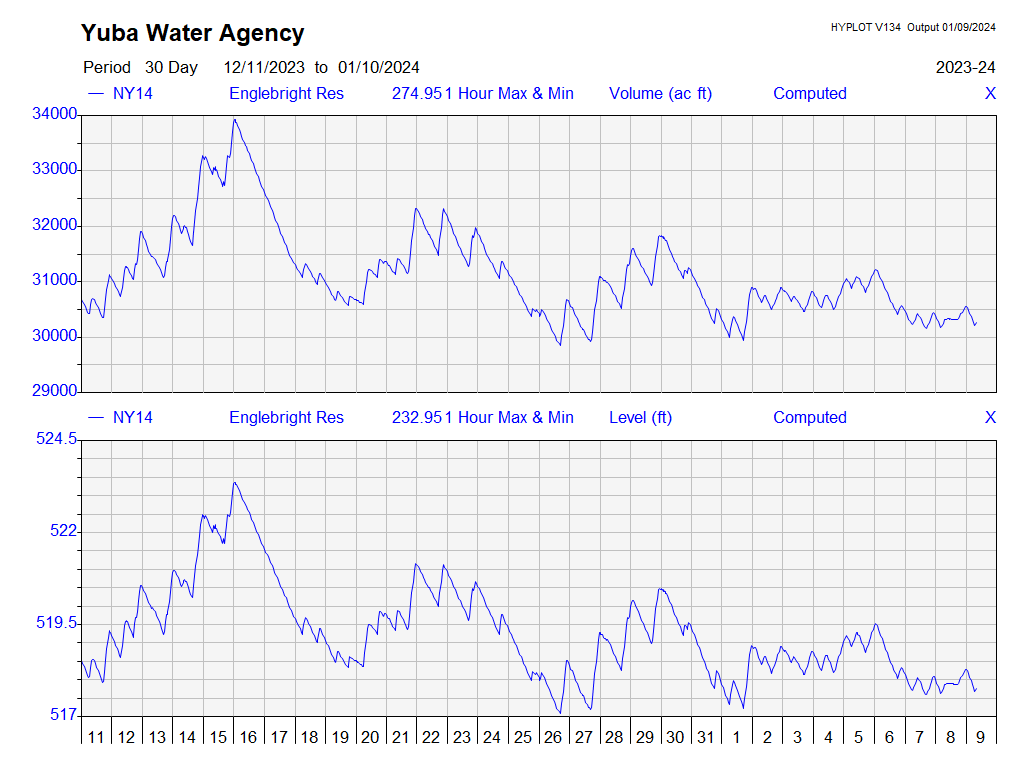 Yuba Water Agency
HYPLOT V134 Output 01/09/2024
Period 30 Day 12/11/2023 to 01/10/2024
2023-24
NY14 Englebright Res 274.951 Hour Max & Min Volume (ac ft) Computed X
34000
33000
32000
31000
30000
29000
NY14 Englebright Res 232.951 Hour Max & Min Level (ft) Computed X
524.5
522
519.5
517
11 12 13 14 15 16 17 18 19 20 21 22 23 24 25 26 27 28 29 30 31 1 2 3 4 5 6 7 8 9